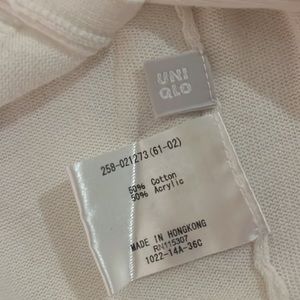 UNI
QLO
258-021273(61-02)
50% Cotton
50% Acrylic
MADE IN HONGKONG
RN115307
1022-14A-36C